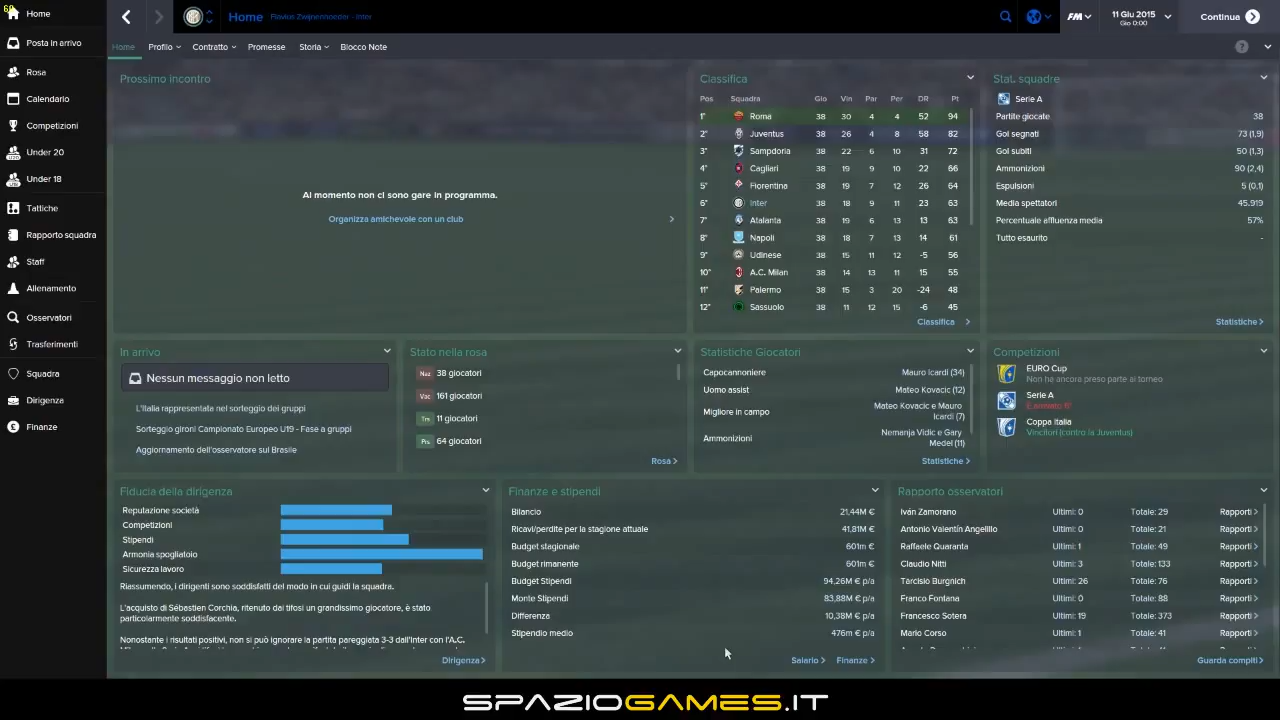 60
Home
Home
Flavius Zwijnenhoeder - Inter
FM
11 Giu 2015
Gio 0:00
Continua
Home Profilo Contratto Promesse Storia Blocco Note
Posta in arrivo
Rosa
Calendario
Competizioni
Under 20
Under 18
Tattiche
Rapporto squadra
Staff
Allenamento
Osservatori
Trasferimenti
Squadra
Dirigenza
Finanze
Prossimo incontro
Al momento non ci sono gare in programma.
Organizza amichevole con un club
Classifica
Pos Squadra Gio Vin Par Per DR Pt
1° Roma 38 30 4 4 52 94
2° Juventus 38 26 4 8 58 82
3° Sampdoria 38 22 6 10 31 72
4° Cagliari 38 19 9 10 22 66
5° Fiorentina 38 19 7 12 26 64
6° Inter 38 18 9 11 23 63
7° Atalanta 38 19 6 13 13 63
8° Napoli 38 18 7 13 14 61
9° Udinese 38 15 11 12 -5 56
10° A.C. Milan 38 14 13 11 15 55
11° Palermo 38 15 3 20 -24 48
12° Sassuolo 38 11 12 15 -6 45
Classifica
Stat. squadre
Serie A
Partite giocate 38
Gol segnati 73 (1,9)
Gol subiti 50 (1,3)
Ammonizioni 90 (2,4)
Espulsioni 5 (0,1)
Media spettatori 45.919
Percentuale affluenza media 57%
Tutto esaurito -
Statistiche
In arrivo
Nessun messaggio non letto
L'Italia rappresentata nel sorteggio dei gruppi
Sorteggio gironi Campionato Europeo U19 - Fase a gruppi
Aggiornamento dell'osservatore sul Brasile
Stato nella rosa
Naz 38 giocatori
Vac 161 giocatori
Trs 11 giocatori
Prs 64 giocatori
Rosa
Statistiche Giocatori
Capocannoniere Mauro Icardi (34)
Uomo assist Mateo Kovacic (12)
Migliore in campo Mateo Kovacic e Mauro
Icardi (7)
Ammonizioni Nemanja Vidic e Gary
Medel (11)
Statistiche
Competizioni
EURO Cup
Non ha ancora preso parte al torneo
Serie A
6°
Coppa Italia
Vincitori (contro la Juventus)
Fiducia della dirigenza
Reputazione società
Competizioni
Stipendi
Armonia spogliatoio
Sicurezza lavoro
Riassumendo, i dirigenti sono soddisfatti del modo in cui guidi la squadra.
L'acquisto di Sébastien Corchia, ritenuto dai tifosi un grandissimo giocatore, è stato
particolarmente soddisfacente.
Nonostante i risultati positivi, non si può ignorare la partita pareggiata 3-3 dall'Inter con l'A.C.
Dirigenza
Finanze e stipendi
Bilancio 21,44M €
Ricavi/perdite per la stagione attuale 41,81M €
Budget stagionale 601m €
Budget rimanente 601m €
Budget Stipendi 94,26M € p/a
Monte Stipendi 83,88M € p/a
Differenza 10,38M € p/a
Stipendio medio 476m € p/a
Salario Finanze
Rapporto osservatori
Iván Zamorano Ultimi: 0 Totale: 29 Rapporti
Antonio Valentín Angelillo Ultimi: 0 Totale: 21 Rapporti
Raffaele Quaranta Ultimi: 1 Totale: 49 Rapporti
Claudio Nitti Ultimi: 3 Totale: 133 Rapporti
Tarcisio Burgnich Ultimi: 26 Totale: 76 Rapporti
Franco Fontana Ultimi: 0 Totale: 88 Rapporti
Francesco Sotera Ultimi: 19 Totale: 373 Rapporti
Mario Corso Ultimi: 1 Totale: 41 Rapporti
Guarda compiti
SPAZIOGAMES.IT